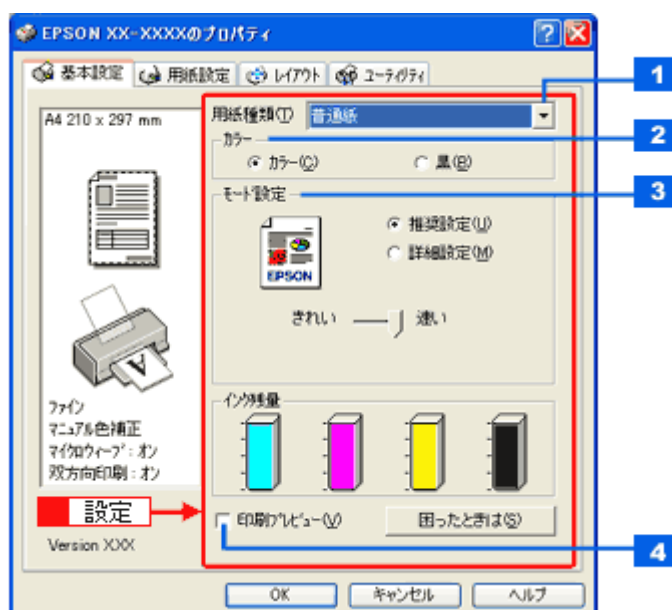 EPSON XX-XXXXのプロパティ
基本設定 用紙設定 レイアウト ユーティリティ
A4 210 x 297 mm
用紙種類(T) 普通紙
1
カラー
2
カラー(C) 黒(B)
モード設定
3
推奨設定(U)
詳細設定(M)
EPSON
きれい 速い
A
インク残量
ファイン
マニュアル色補正
マイクロウィーブ：オン
双方向印刷：オン
設定
印刷プレビュー(V) 困ったときは(S)
Version XXX
4
OK キャンセル ヘルプ